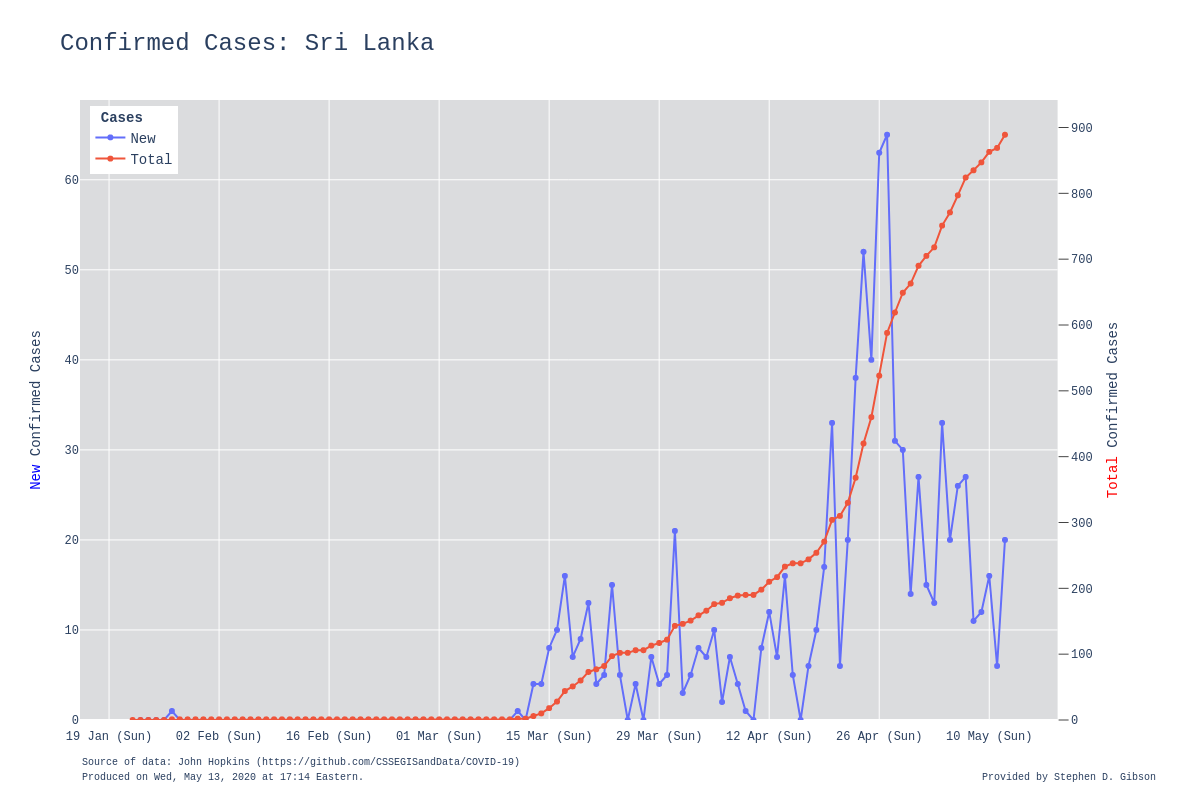 Confirmed Cases: Sri Lanka
Cases
New
Total
60
50
40
30
20
10
0
New Confirmed Cases
900
800
700
600
500
400
300
200
100
0
Total Confirmed Cases
19 Jan (Sun) 02 Feb (Sun) 16 Feb (Sun) 01 Mar (Sun) 15 Mar (Sun) 29 Mar (Sun) 12 Apr (Sun) 26 Apr (Sun) 10 May (Sun)
Source of data: John Hopkins (https://github.com/CSSEGISandData/COVID-19)
Produced on Wed, May 13, 2020 at 17:14 Eastern.
Provided by Stephen D. Gibson